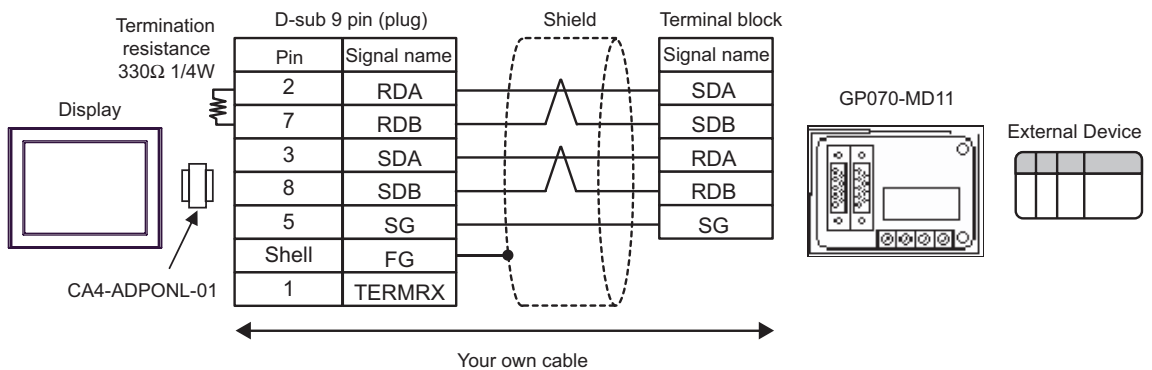 Termination
resistance
330Ω 1/4W
D-sub 9 pin (plug)
Shield
Terminal block
Pin
Signal name
Signal name
2
RDA
SDA
7
RDB
SDB
3
SDA
RDA
8
SDB
RDB
5
SG
SG
Shell
FG
1
TERMRX
Display
CA4-ADPONL-01
GP070-MD11
External Device
Your own cable